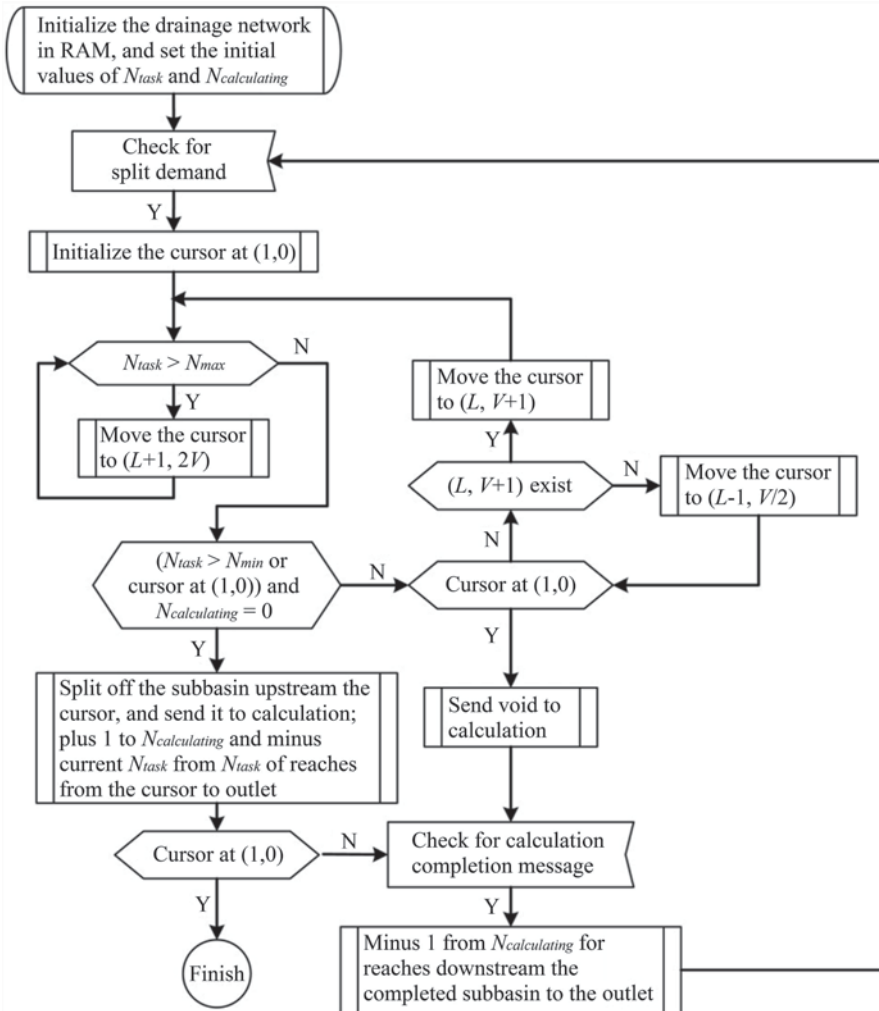 Initialize the drainage network
in RAM, and set the initial
values of Ntask and Ncalculating
Check for
split demand
Y
Initialize the cursor at (1,0)
Ntask > Nmax
N
Y
Move the cursor
to (L+1, 2V)
Move the cursor
to (L, V+1)
Y
(L, V+1) exist
N
Move the cursor
to (L-1, V/2)
N
(Ntask > Nmin or
cursor at (1,0)) and
Ncalculating = 0
N
Cursor at (1,0)
Y
Y
Split off the subbasin upstream the
cursor, and send it to calculation;
plus 1 to Ncalculating and minus
current Ntask from Ntask of reaches
from the cursor to outlet
Send void to
calculation
Cursor at (1,0)
N
Check for calculation
completion message
Y
Y
Finish
Minus 1 from Ncalculating for
reaches downstream the
completed subbasin to the outlet